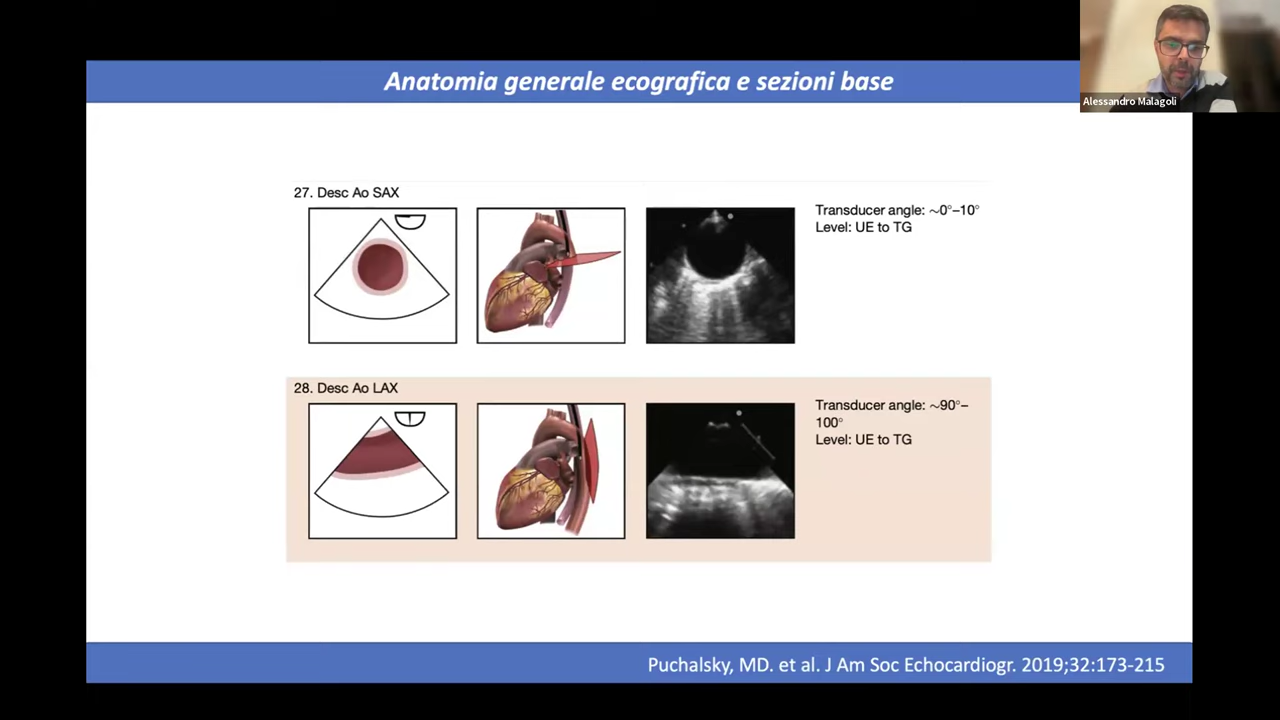 Anatomia generale ecografica e sezioni base
Alessandro Malagoli
27. Desc Ao SAX
Transducer angle: ~0°–10°
Level: UE to TG
28. Desc Ao LAX
Transducer angle: ~90°–
100°
Level: UE to TG
Puchalsky, MD. et al. J Am Soc Echocardiogr. 2019;32:173-215